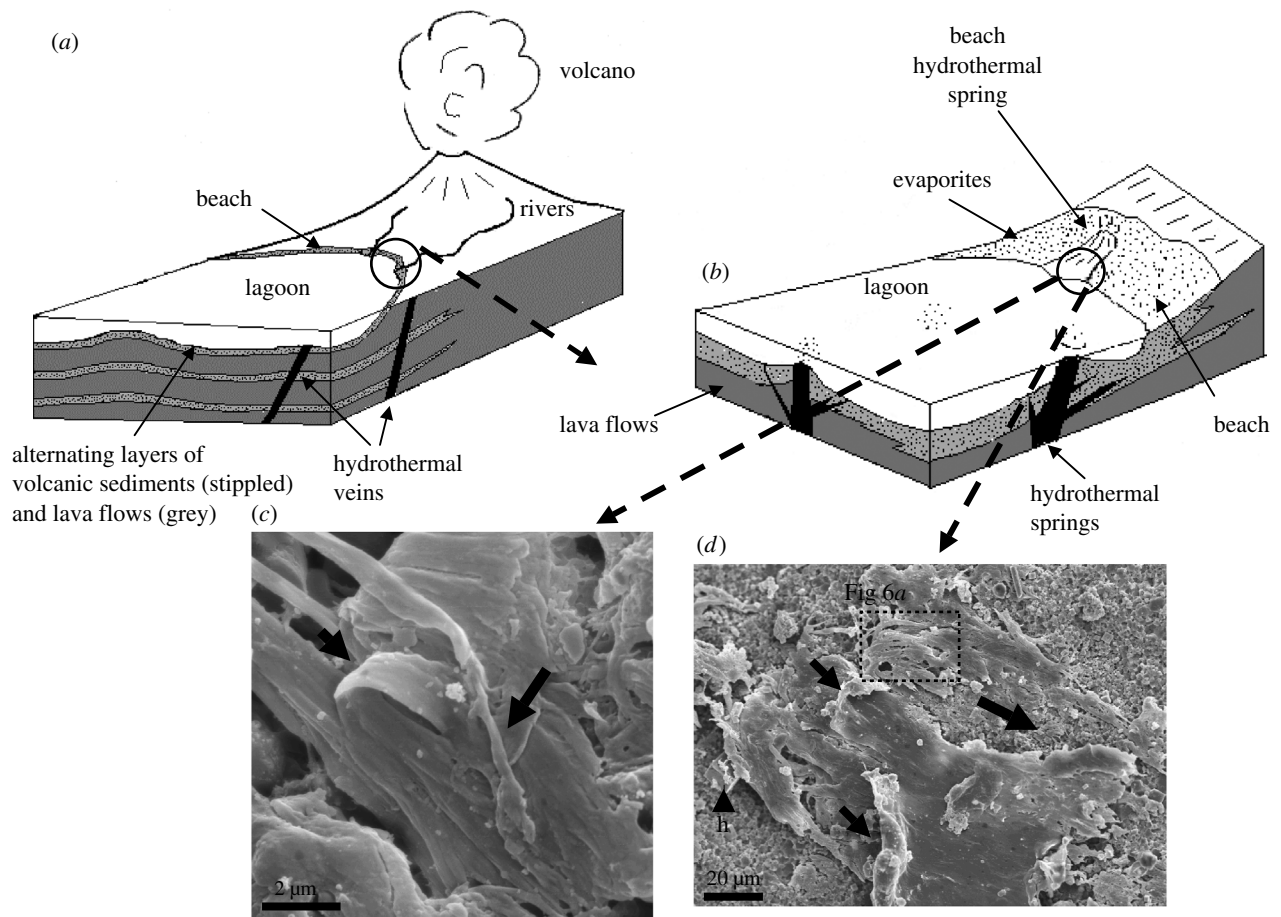 (a)
volcano
beach
rivers
lagoon
alternating layers of
volcanic sediments (stippled)
and lava flows (grey)
hydrothermal
veins
beach
hydrothermal
spring
evaporites
(b)
lagoon
lava flows
beach
hydrothermal
springs
(c)
2 µm
(d)
Fig 6a
h
20 µm